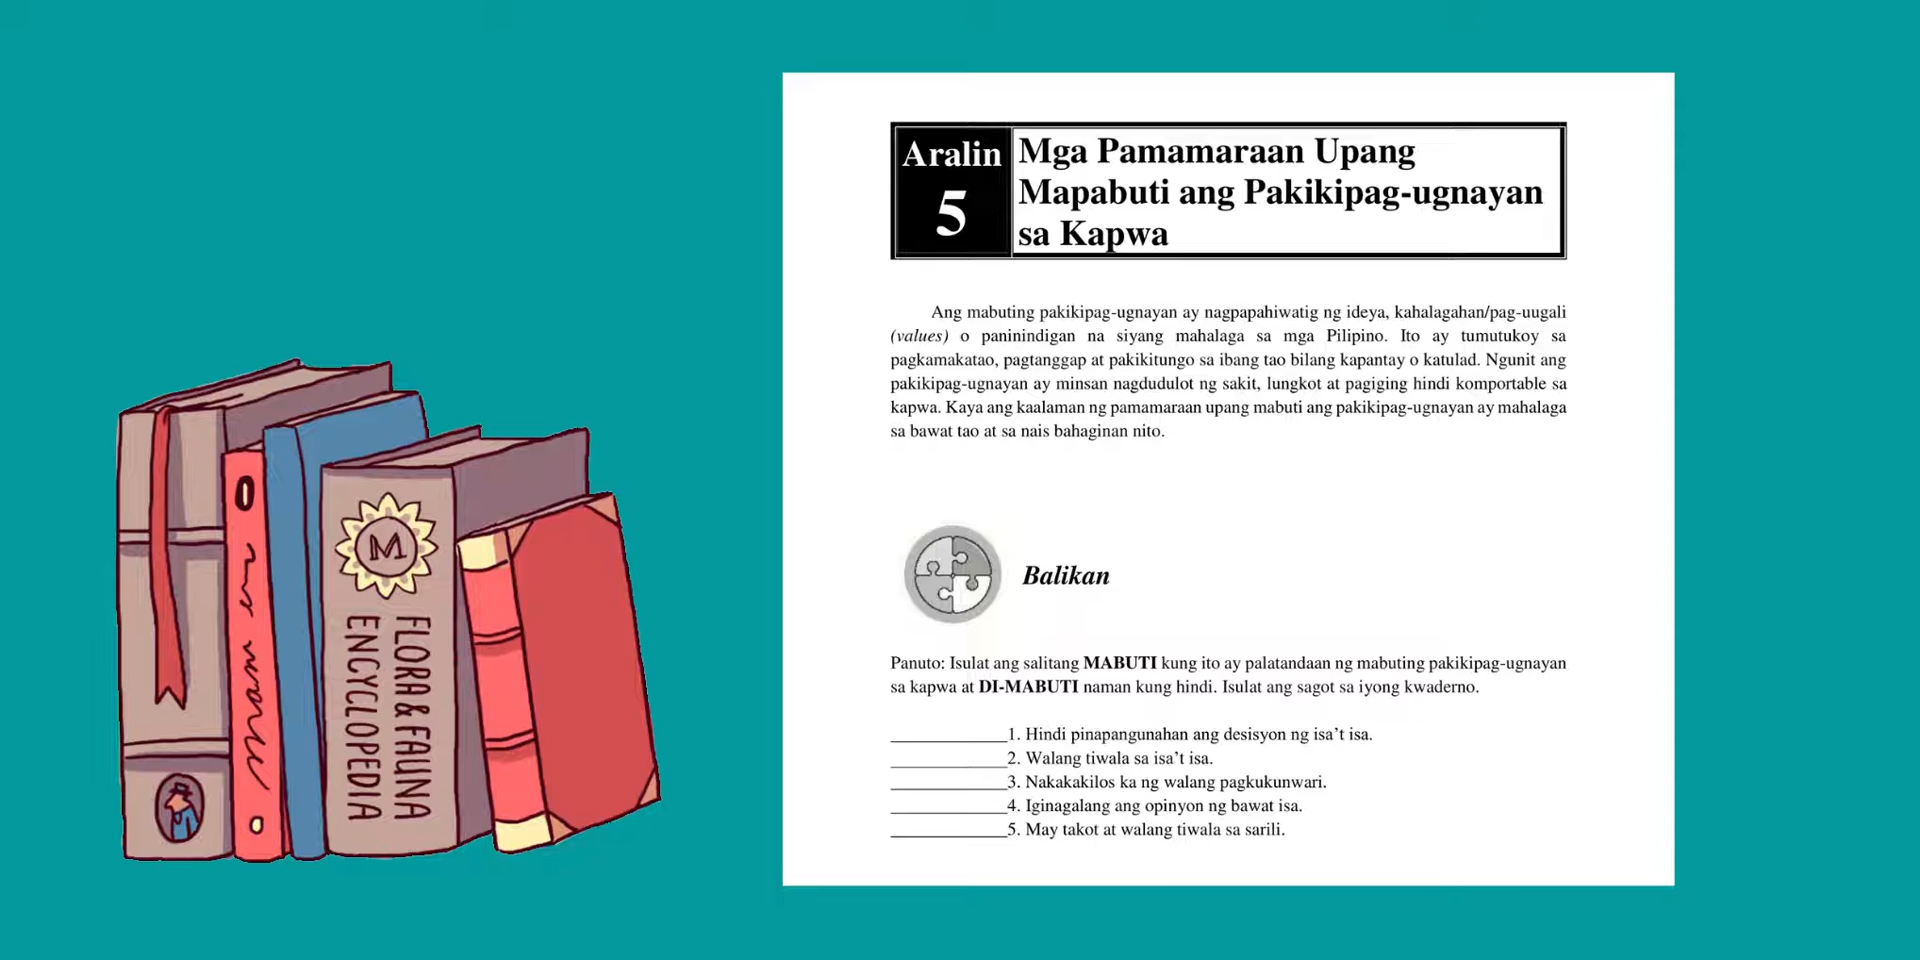 FLORA & FAUNA
ENCYCLOPEDIA
M
Aralin
5
Mga Pamamaraan Upang
Mapabuti ang Pakikipag-ugnayan
sa Kapwa
Ang mabuting pakikipag-ugnayan ay nagpapahiwatig ng ideya, kahalagahan/pag-uugali
(values) o paninindigan na siyang mahalaga sa mga Pilipino. Ito ay tumutukoy sa
pagkamakatao, pagtanggap at pakikitungo sa ibang tao bilang kapantay o katulad. Ngunit ang
pakikipag-ugnayan ay minsan nagdudulot ng sakit, lungkot at pagiging hindi komportable sa
kapwa. Kaya ang kaalaman ng pamamaraan upang mabuti ang pakikipag-ugnayan ay mahalaga
sa bawat tao at sa nais bahaginan nito.
Balikan
Panuto: Isulat ang salitang MABUTI kung ito ay palatandaan ng mabuting pakikipag-ugnayan
sa kapwa at DI-MABUTI naman kung hindi. Isulat ang sagot sa iyong kwaderno.
_____________1. Hindi pinapangunahan ang desisyon ng isa’t isa.
_____________2. Walang tiwala sa isa’t isa.
_____________3. Nakakakilos ka ng walang pagkukunwari.
_____________4. Iginagalang ang opinyon ng bawat isa.
_____________5. May takot at walang tiwala sa sarili.